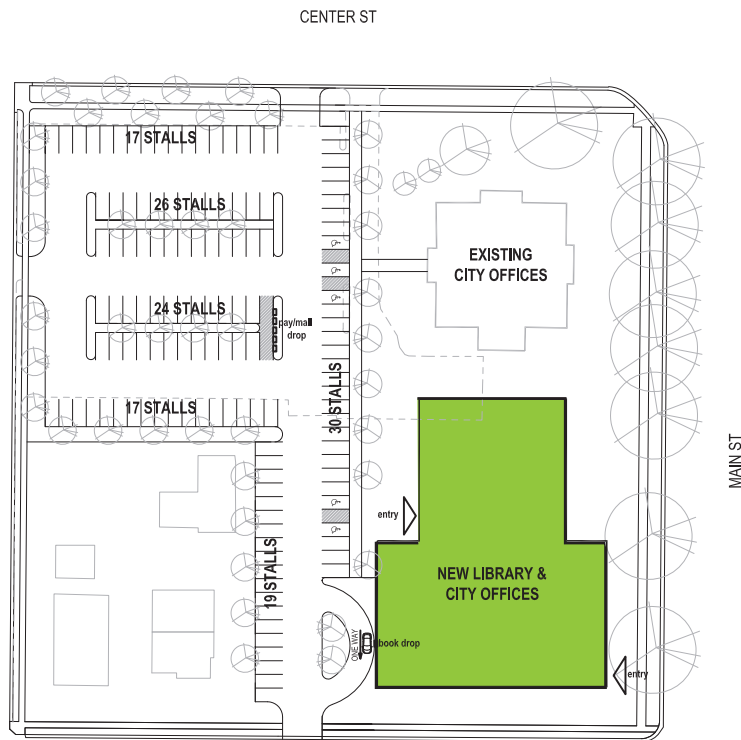 CENTER ST
17 STALLS
26 STALLS
EXISTING
CITY OFFICES
24 STALLS
pay/mail
drop
17 STALLS
30 STALLS
MAIN ST
entry
19 STALLS
NEW LIBRARY &
CITY OFFICES
ONE WAY
book drop
entry